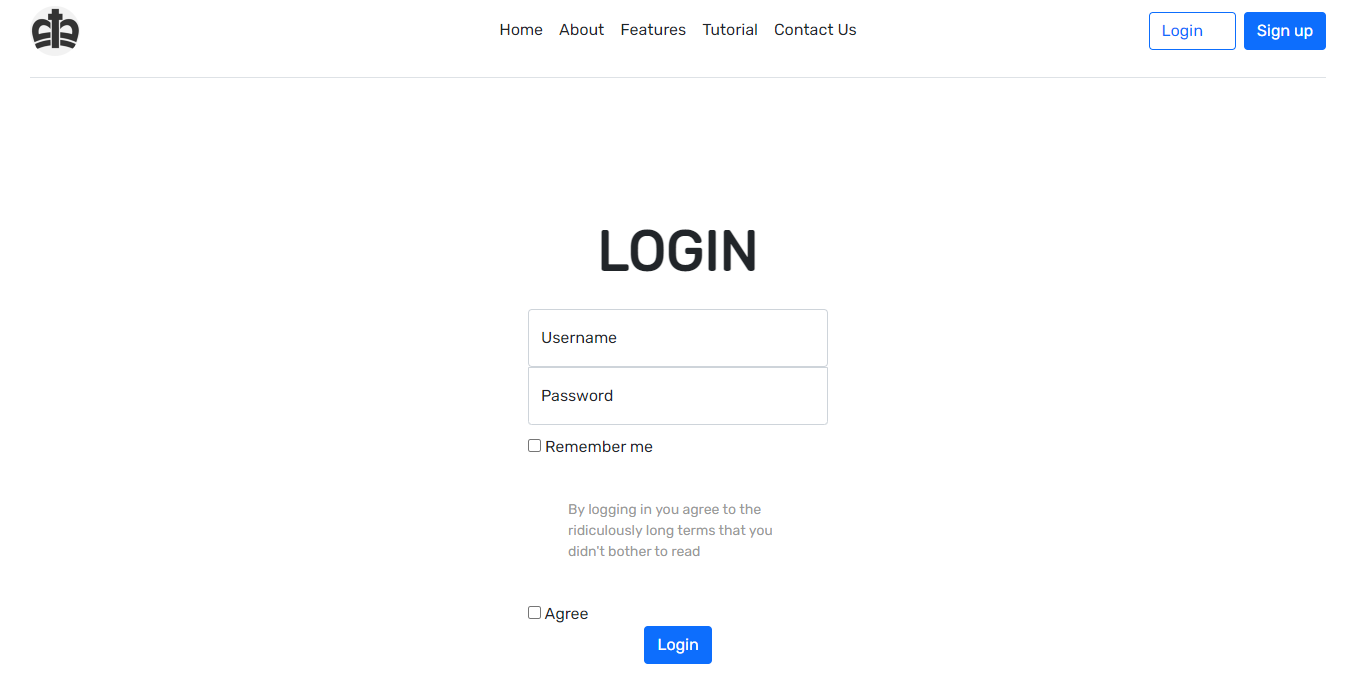 Home About Features Tutorial Contact Us Login Sign up
LOGIN
Username
Password
Remember me
By logging in you agree to the
ridiculously long terms that you
didn't bother to read
Agree
Login